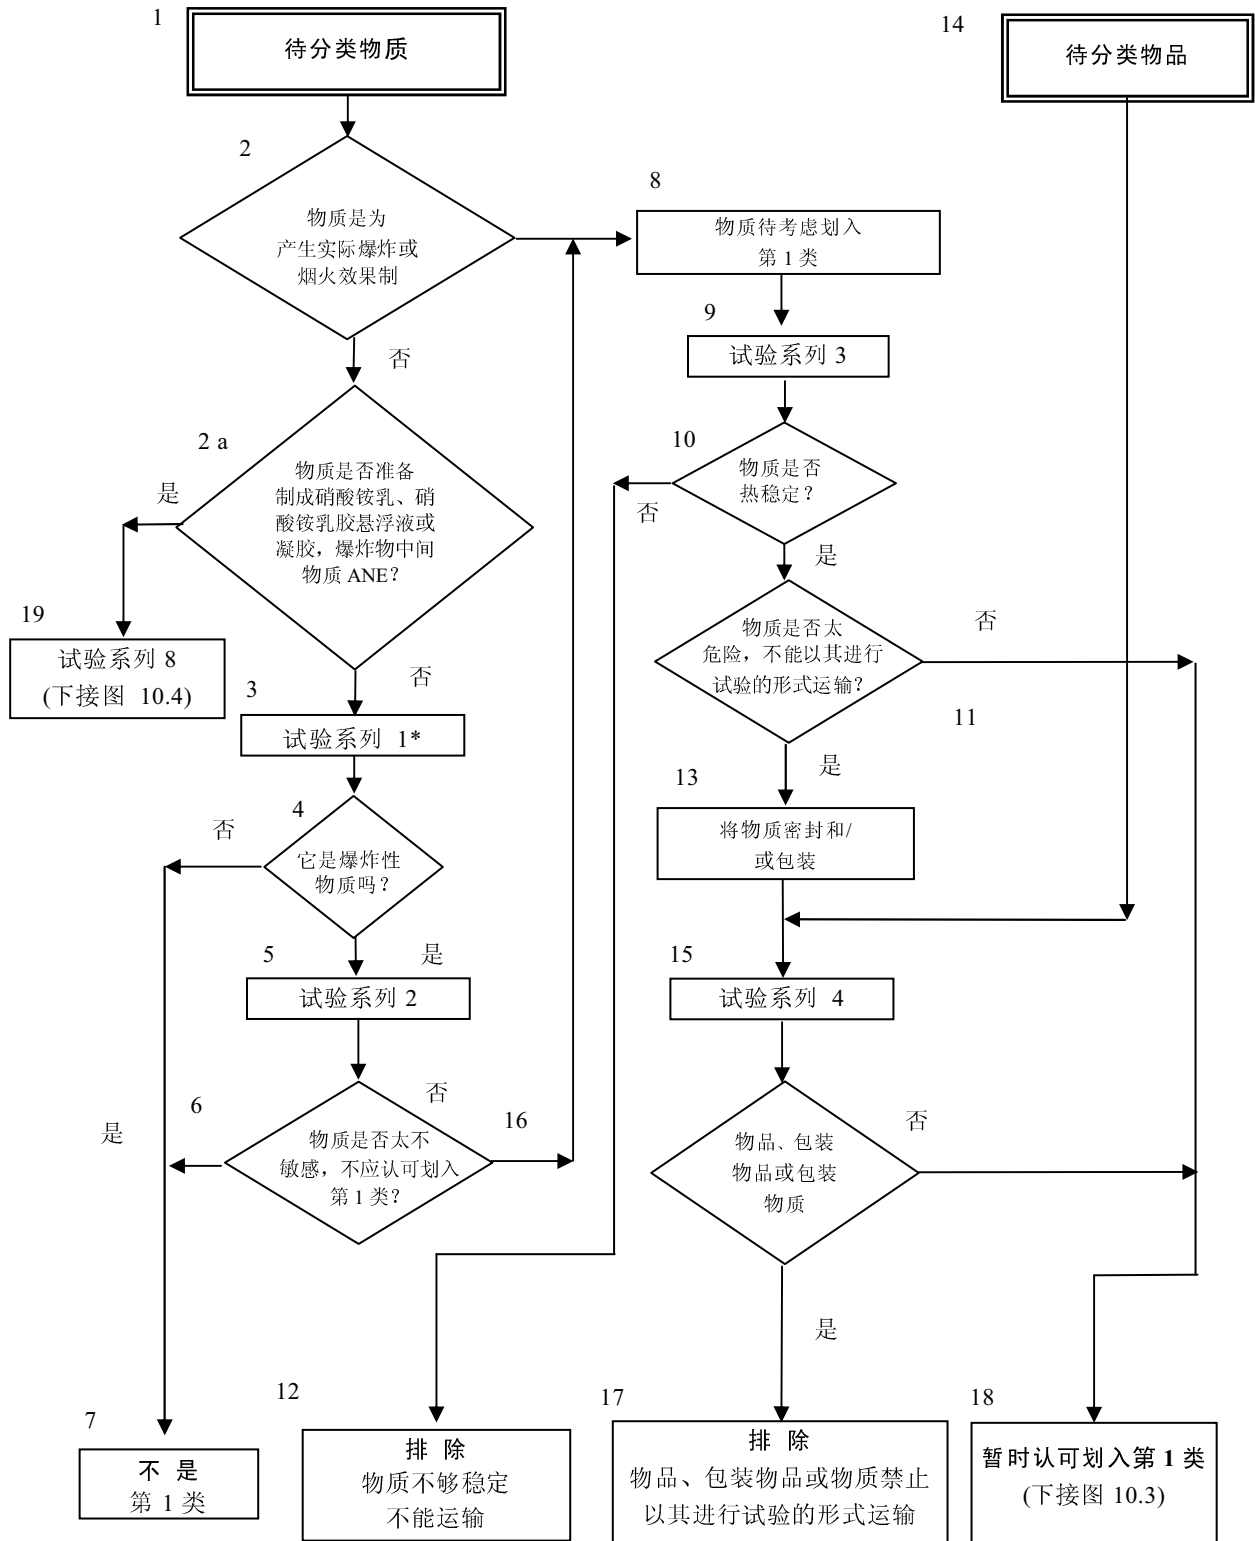 1
待分类物质
14
待分类物品
2
物质是为
产生实际爆炸或
烟火效果制
8
物质待考虑划入
第 1 类
否
9
试验系列 3
2 a
物质是否准备
制成硝酸铵乳、硝
酸铵乳胶悬浮液或
凝胶，爆炸物中间
物质 ANE？
是
10
物质是否
热稳定？
否
是
19
试验系列 8
(下接图 10.4)
否
物质是否太
危险，不能以其进行
试验的形式运输？
否
11
3
试验系列 1*
是
13
将物质密封和/
或包装
4
否
它是爆炸性
物质吗？
是
5
试验系列 2
15
试验系列 4
6
否
16
是
物质是否太不
敏感，不应认可划入
第 1 类？
物品、包装
物品或包装
物质
否
是
7
不 是
第 1 类
12
排 除
物质不够稳定
不能运输
17
排 除
物品、包装物品或物质禁止
以其进行试验的形式运输
18
暂时认可划入第 1 类
(下接图 10.3)